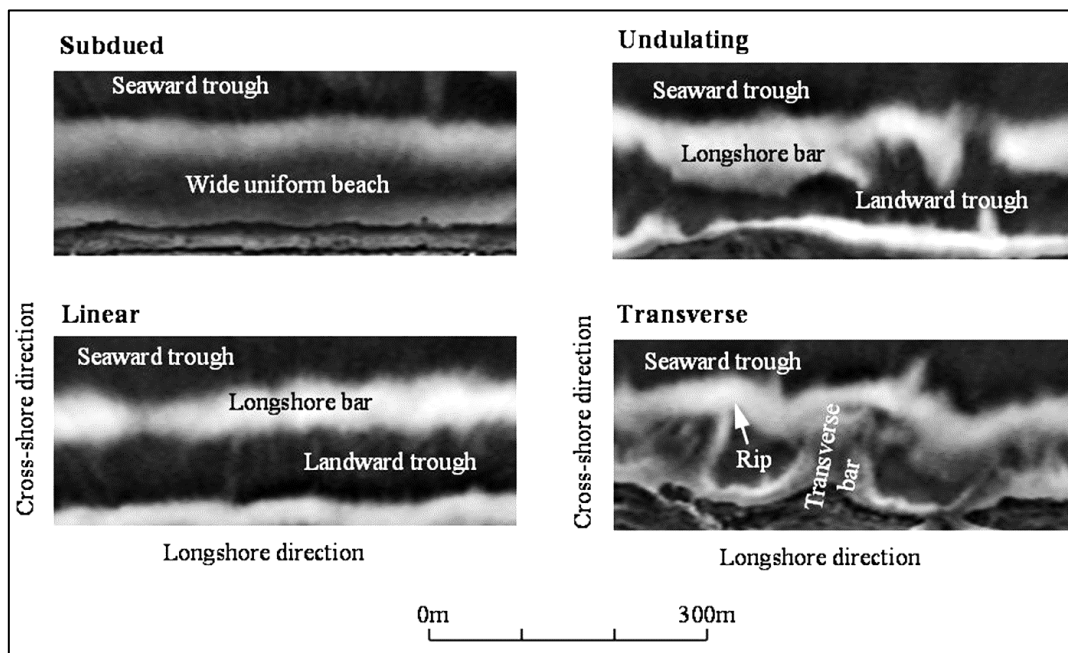 Subdued
Seaward trough
Wide uniform beach
Undulating
Seaward trough
Longshore bar
Landward trough
Cross-shore direction
Linear
Seaward trough
Longshore bar
Landward trough
Longshore direction
Cross-shore direction
Transverse
Seaward trough
Rip
Transverse
bar
Longshore direction
0m
300m